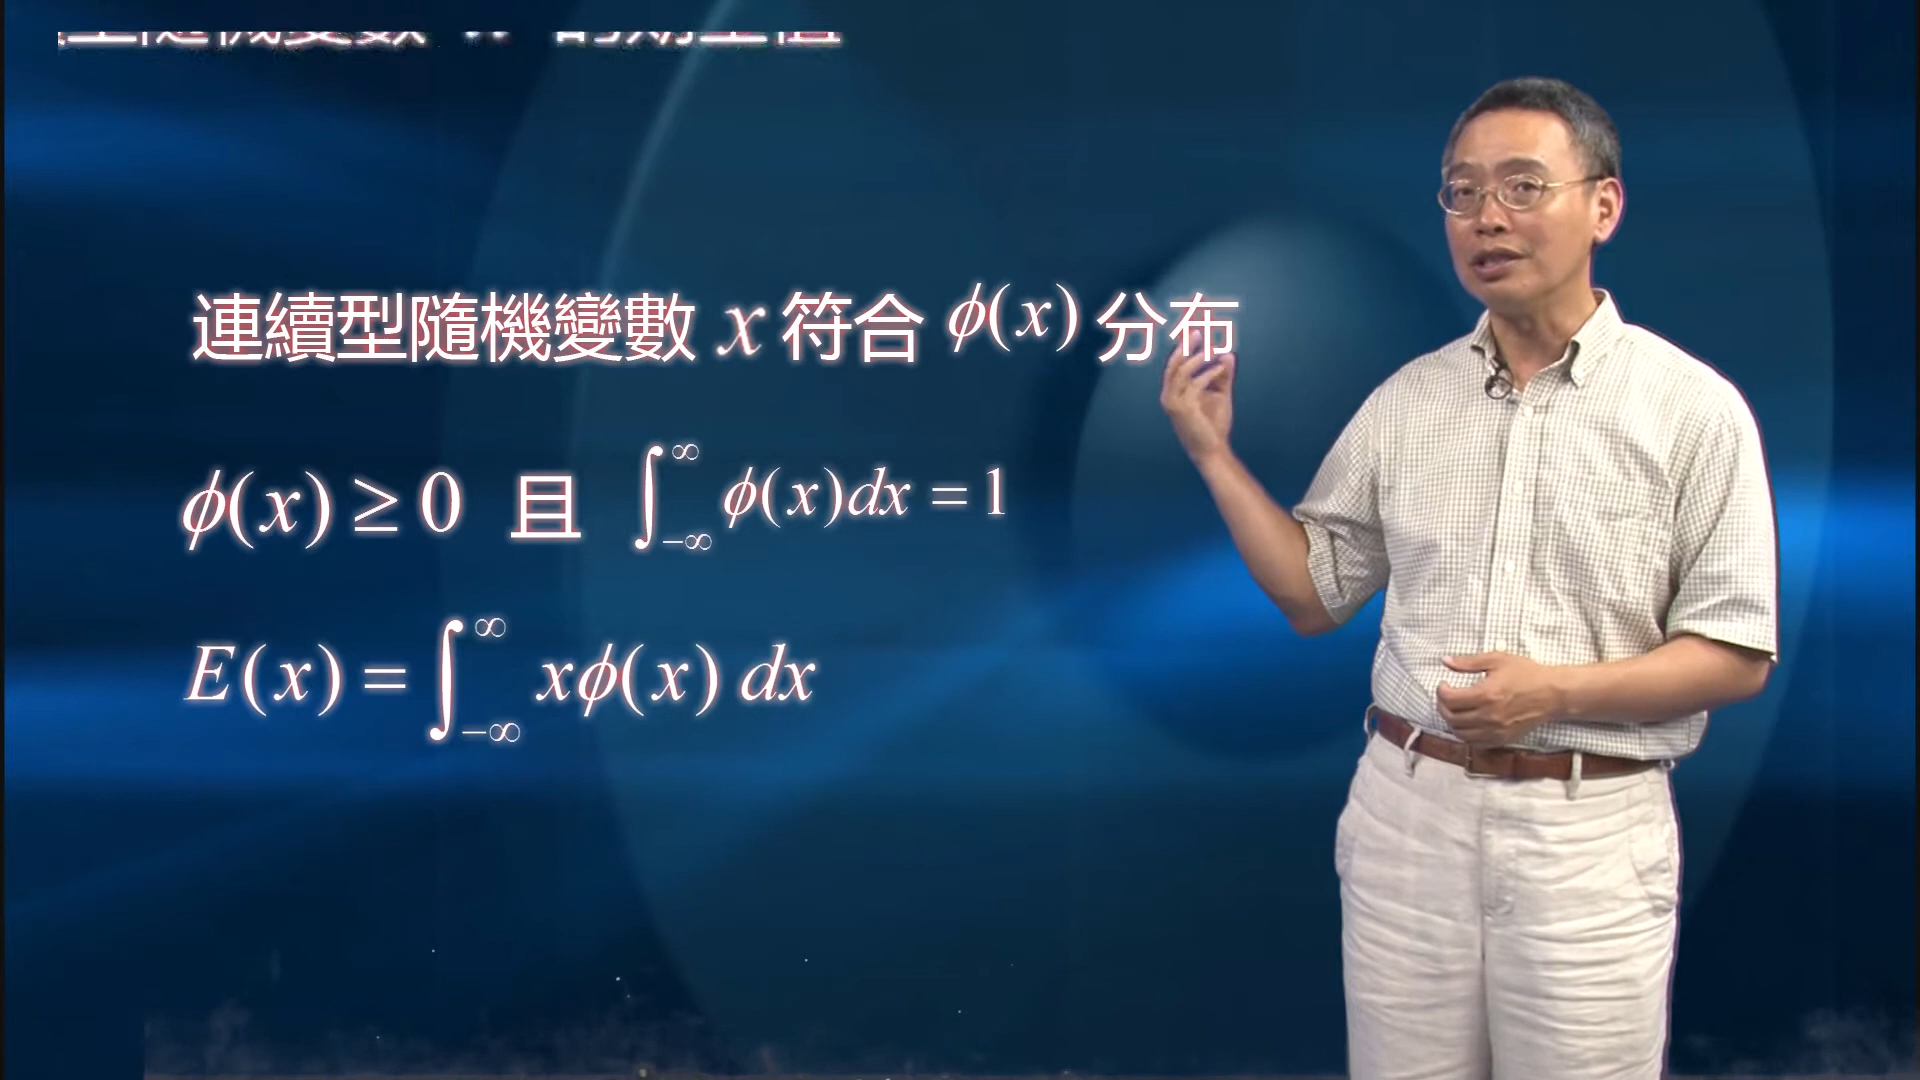 連續型隨機變數 x 符合 ϕ(x) 分布
ϕ(x) ≥ 0 且 ∫_{-∞}^{∞} ϕ(x)dx = 1
E(x) = ∫_{-∞}^{∞} xϕ(x) dx